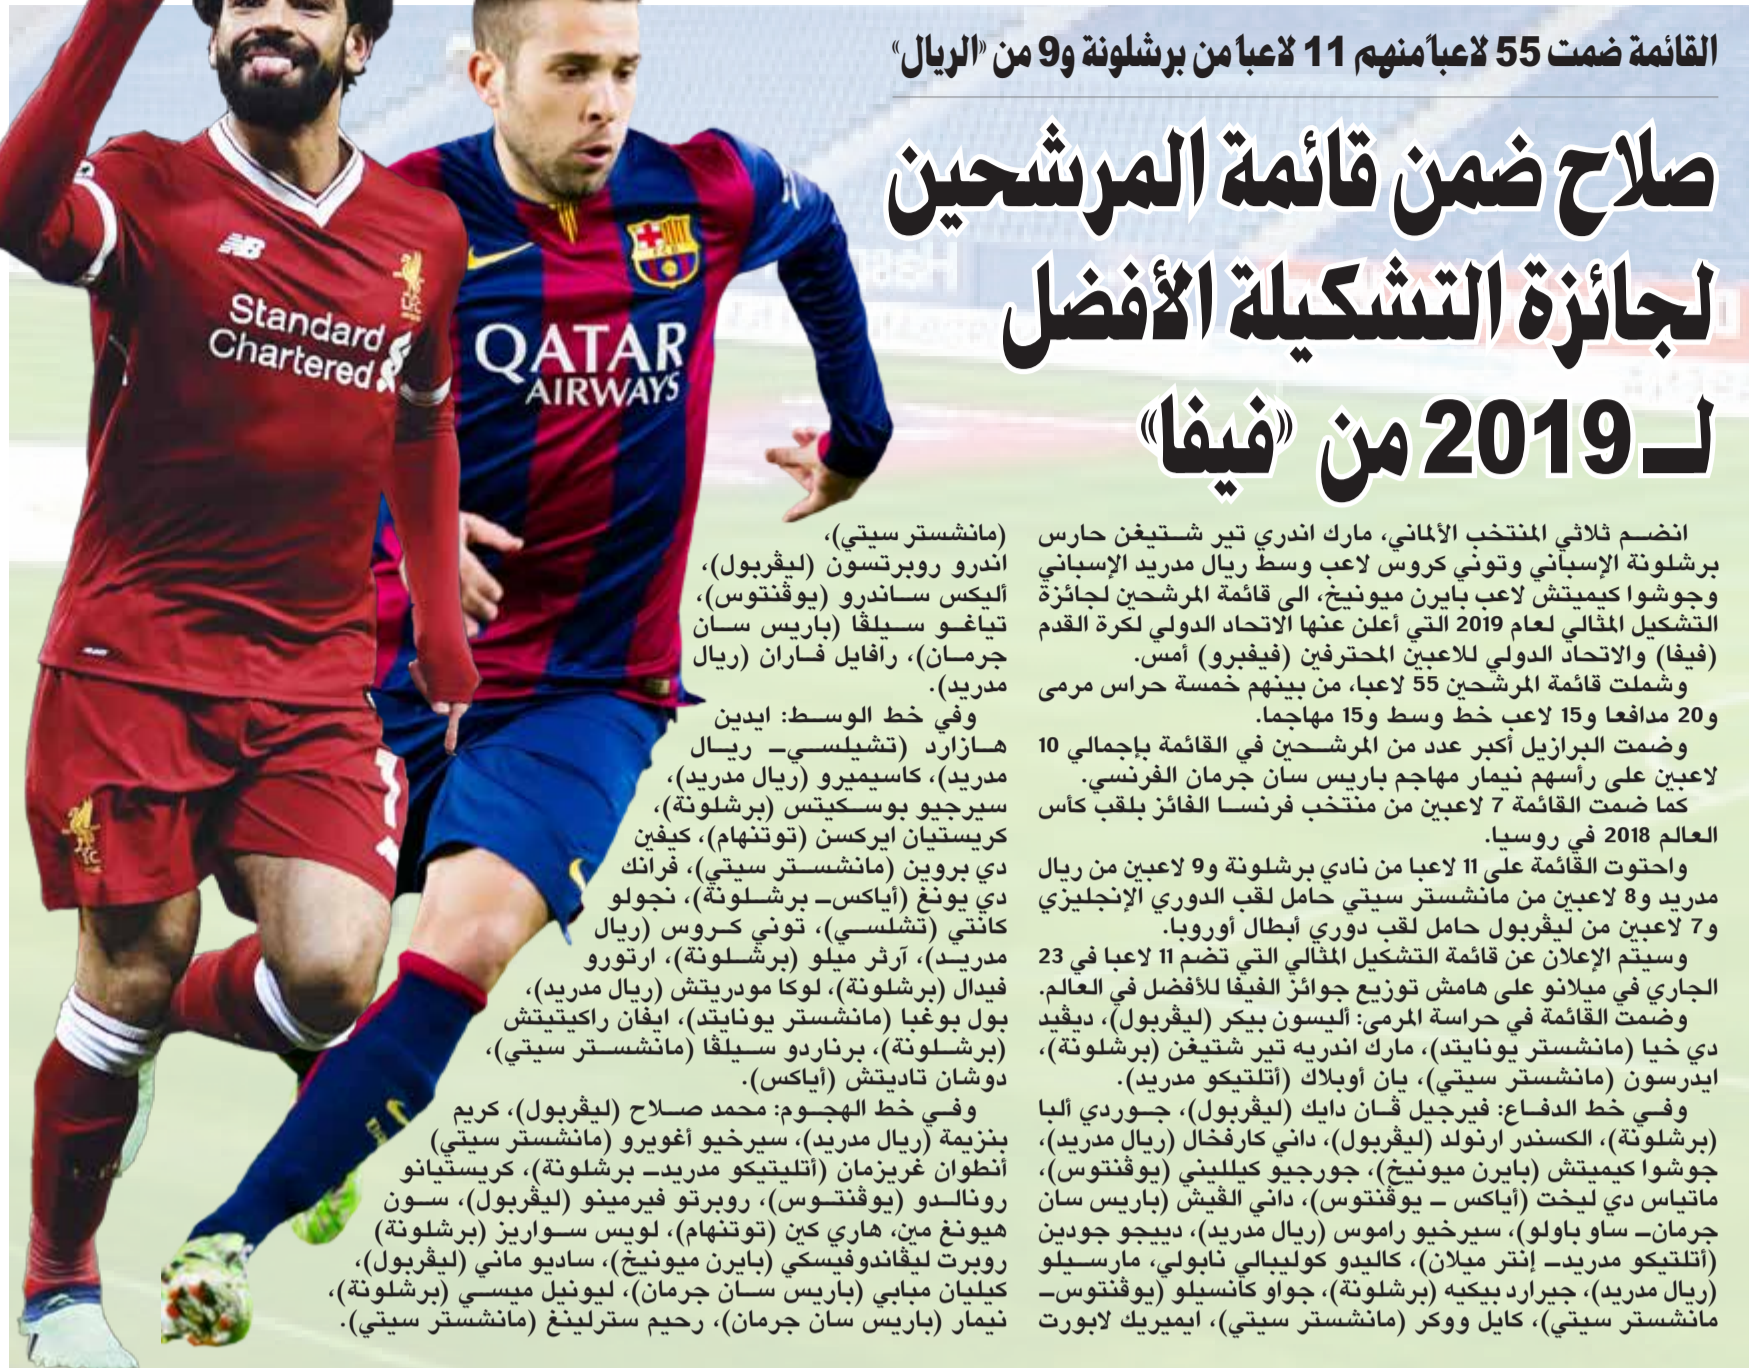 القائمة ضمت 55 لاعباً منهم 11 لاعباً من برشلونة و9 من «الريال»
صلاح ضمن قائمة المرشحين
لجائزة التشكيلة الأفضل
لـ 2019 من «فيفا»
انضم ثلاثي المنتخب الألماني، مارك اندري تير شتيغن حارس
برشلونة الإسباني وتوني كروس لاعب وسط ريال مدريد الإسباني
وجوشوا كيميتش لاعب بايرن ميونيخ، الى قائمة المرشحين لجائزة
التشكيل المثالي لعام 2019 التي أعلن عنها الاتحاد الدولي لكرة القدم
(فيفا) والاتحاد الدولي للاعبين المحترفين (فيفبرو) أمس.
وشملت قائمة المرشحين 55 لاعبا، من بينهم خمسة حراس مرمى
و20 مدافعا و15 لاعب خط وسط و15 مهاجما.
وضمت البرازيل أكبر عدد من المرشحين في القائمة بإجمالي 10
لاعبين على رأسهم نيمار مهاجم باريس سان جرمان الفرنسي.
كما ضمت القائمة 7 لاعبين من منتخب فرنسا الفائز بلقب كأس
العالم 2018 في روسيا.
واحتوت القائمة على 11 لاعبا من نادي برشلونة و9 لاعبين من ريال
مدريد و8 لاعبين من مانشستر سيتي حامل لقب الدوري الإنجليزي
و7 لاعبين من ليڤربول حامل لقب دوري أبطال أوروبا.
وسيتم الإعلان عن قائمة التشكيل المثالي التي تضم 11 لاعبا في 23
الجاري في ميلانو على هامش توزيع جوائز الفيفا للأفضل في العالم.
وضمت القائمة في حراسة المرمى: أليسون بيكر (ليڤربول)، ديڤيد
دي خيا (مانشستر يونايتد)، مارك اندريه تير شتيغن (برشلونة)،
ايدرسون (مانشستر سيتي)، يان أوبلاك (أتلتيكو مدريد).
وفي خط الدفاع: فيرجيل ڤان دايك (ليڤربول)، جوردي ألبا
(برشلونة)، الكسندر ارنولد (ليڤربول)، داني كارفخال (ريال مدريد)،
جوشوا كيميتش (بايرن ميونيخ)، جورجيو كيلليني (يوڤنتوس)،
ماتياس دي ليخت (أياكس ـ يوڤنتوس)، داني الڤيش (باريس سان
جرمان ـ ساو باولو)، سيرخيو راموس (ريال مدريد)، دييجو جودين
(أتلتيكو مدريد ـ إنتر ميلان)، كاليدو كوليبالي نابولي، مارسيلو
(ريال مدريد)، جيرارد بيكيه (برشلونة)، جواو كانسيلو (يوڤنتوس ـ
مانشستر سيتي)، كايل ووكر (مانشستر سيتي)، ايميريك لابورت
(مانشستر سيتي)،
اندرو روبرتسون (ليڤربول)،
أليكس ساندرو (يوڤنتوس)،
تياغو سيلڤا (باريس سان
جرمان)، رافايل فاران (ريال
مدريد).
وفي خط الوسط: ايدين
هازارد (تشيلسي ـ ريال
مدريد)، كاسيميرو (ريال مدريد)،
سيرجيو بوسكيتس (برشلونة)،
كريستيان ايركسن (توتنهام)، كيفين
دي بروين (مانشستر سيتي)، فرانك
دي يونغ (أياكس ـ برشلونة)، نجولو
كانتي (تشلسي)، توني كروس (ريال
مدريد)، آرثر ميلو (برشلونة)، ارتورو
فيدال (برشلونة)، لوكا مودريتش (ريال مدريد)،
بول بوغبا (مانشستر يونايتد)، ايفان راكيتيتش
(برشلونة)، برناردو سيلڤا (مانشستر سيتي)،
دوشان تاديتش (أياكس).
وفي خط الهجوم: محمد صلاح (ليڤربول)، كريم
بنزيمة (ريال مدريد)، سيرخيو أغويرو (مانشستر سيتي)
أنطوان غريزمان (أتليتيكو مدريد ـ برشلونة)، كريستيانو
رونالدو (يوڤنتوس)، روبرتو فيرمينو (ليڤربول)، سون
هيونغ مين، هاري كين (توتنهام)، لويس سواريز (برشلونة)
روبرت ليڤاندوفيسكي (بايرن ميونيخ)، ساديو ماني (ليڤربول)،
كيليان مبابي (باريس سان جرمان)، ليونيل ميسي (برشلونة)،
نيمار (باريس سان جرمان)، رحيم سترلينغ (مانشستر سيتي).
NB
Standard
Chartered
QATAR
AIRWAYS